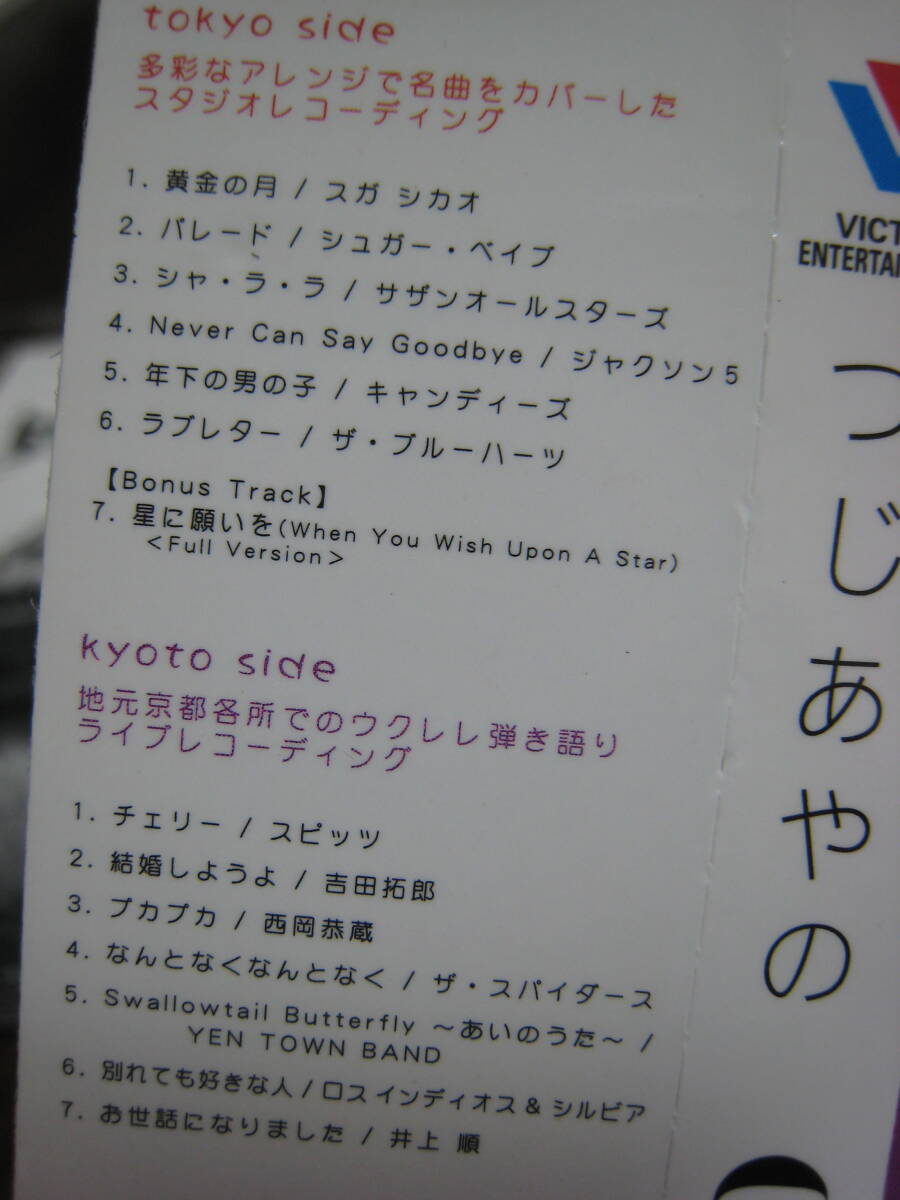 tokyo side
多彩なアレンジで名曲をカバーした
スタジオレコーディング
1. 黄金の月 / スガ シカオ
2. パレード / シュガー・ベイブ
3. シャ・ラ・ラ / サザンオールスターズ
4. Never Can Say Goodbye / ジャクソン5
5. 年下の男の子 / キャンディーズ
6. ラブレター / ザ・ブルーハーツ
【Bonus Track】
7. 星に願いを(When You Wish Upon A Star)
<Full Version>
kyoto side
地元京都各所でのウクレレ弾き語り
ライブレコーディング
1. チェリー / スピッツ
2. 結婚しようよ / 吉田拓郎
3. プカプカ / 西岡恭蔵
4. なんとなくなんとなく / ザ・スパイダース
5. Swallowtail Butterfly ～あいのうた～ /
YEN TOWN BAND
6. 別れても好きな人 / ロス インディオス & シルビア
7. お世話になりました / 井上 順
VICT
ENTERTAI
つじあやの